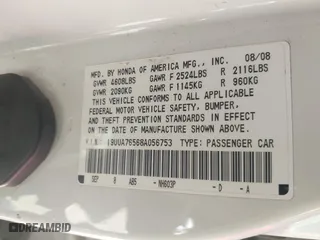 MFD. BY HONDA OF AMERICA MFG., INC. 08/08
GVWR 4608LBS GAWR F 2524LBS R 2116LBS
GVWR 2090KG GAWR F 1145KG R 960KG
THIS VEHICLE CONFORMS TO ALL APPLICABLE
FEDERAL MOTOR VEHICLE SAFETY, BUMPER,
AND THEFT PREVENTION STANDARDS IN EFFECT
ON THE DATE OF MANUFACTURE SHOWN ABOVE.
19UUA76568A056753 TYPE: PASSENGER CAR
NH603P - D - A